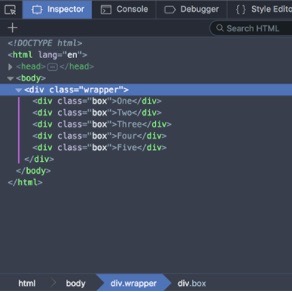 Inspector Console Debugger {} Style Editor
+ Search HTML
<!DOCTYPE html>
<html lang="en">
<head>⋯</head>
<body>
<div class="wrapper">
<div class="box">One</div>
<div class="box">Two</div>
<div class="box">Three</div>
<div class="box">Four</div>
<div class="box">Five</div>
</div>
</body>
</html>
html body div.wrapper div.box